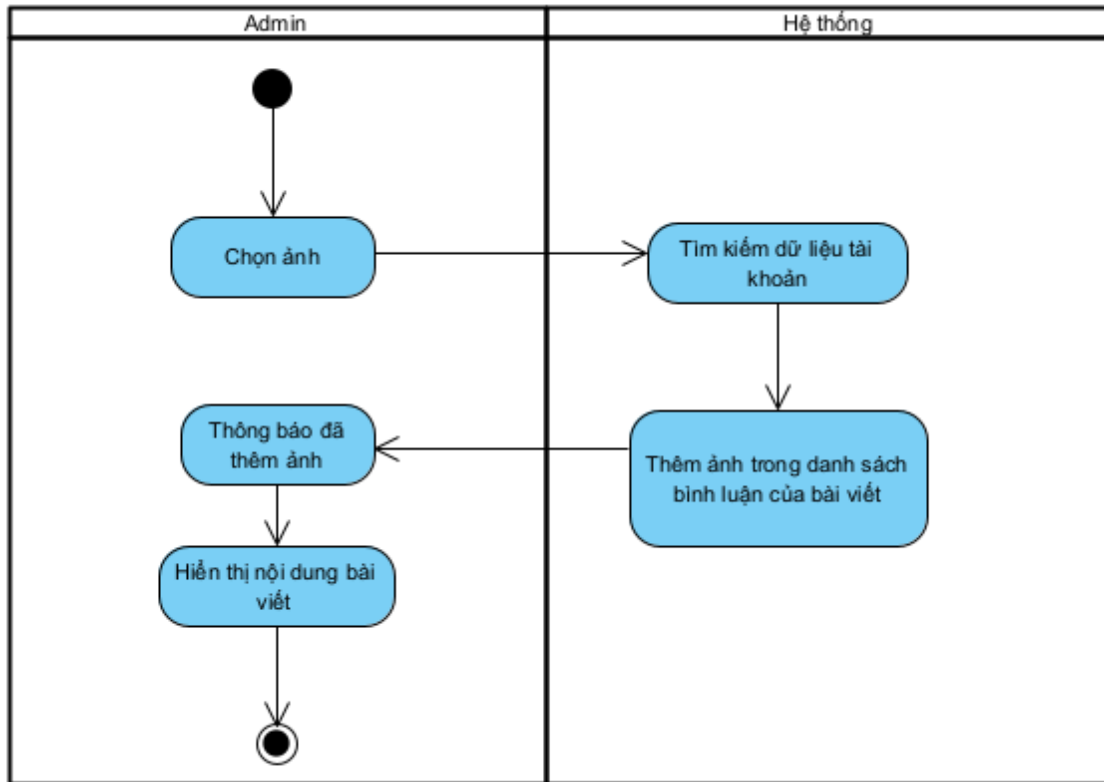 Admin
Hệ thống
Chọn ảnh
Tìm kiếm dữ liệu tài
khoản
Thêm ảnh trong danh sách
bình luận của bài viết
Thông báo đã
thêm ảnh
Hiển thị nội dung bài
viết